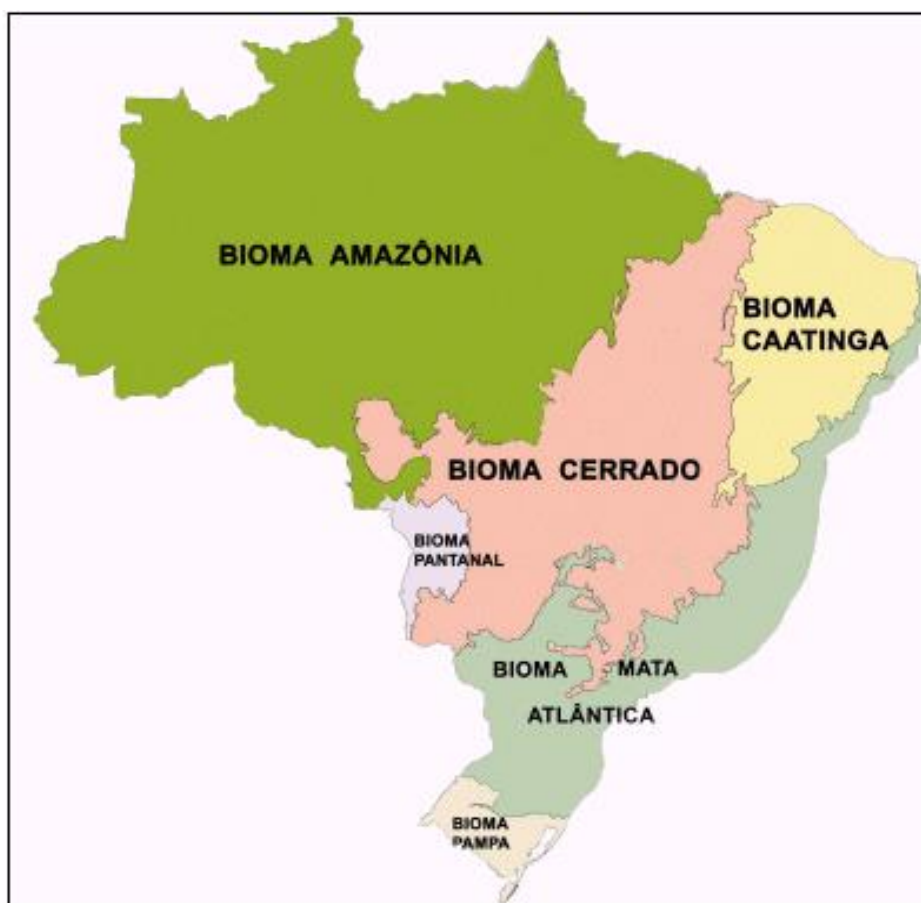 BIOMA AMAZÔNIA
BIOMA
CAATINGA
BIOMA CERRADO
BIOMA
PANTANAL
BIOMA MATA
ATLÂNTICA
BIOMA
PAMPA